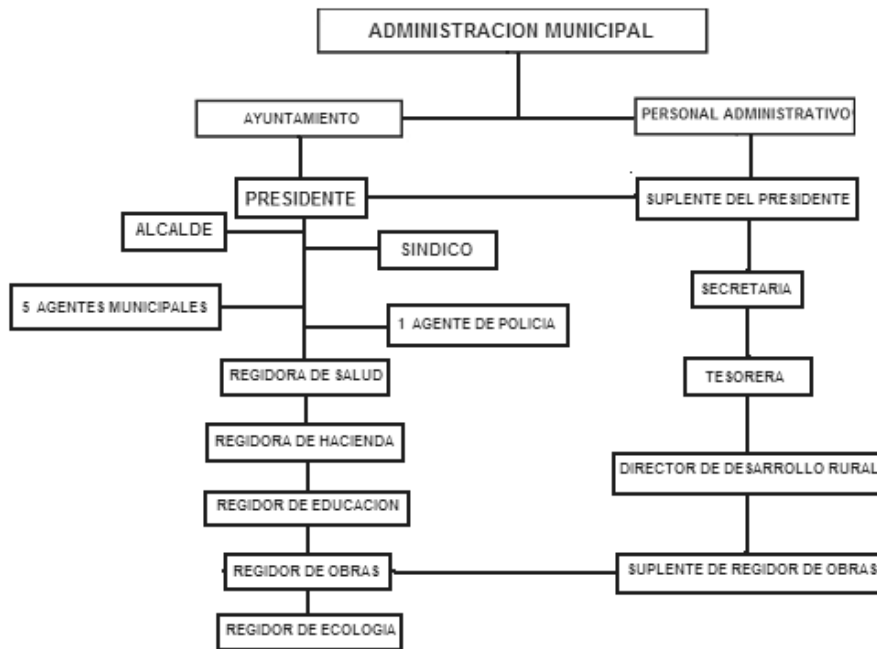 ADMINISTRACION MUNICIPAL
AYUNTAMIENTO
PERSONAL ADMINISTRATIVO
PRESIDENTE
SUPLENTE DEL PRESIDENTE
ALCALDE
SINDICO
SECRETARIA
5 AGENTES MUNICIPALES
1 AGENTE DE POLICIA
REGIDORA DE SALUD
TESORERA
REGIDORA DE HACIENDA
DIRECTOR DE DESARROLLO RURAL
REGIDOR DE EDUCACION
REGIDOR DE OBRAS
SUPLENTE DE REGIDOR DE OBRAS
REGIDOR DE ECOLOGIA